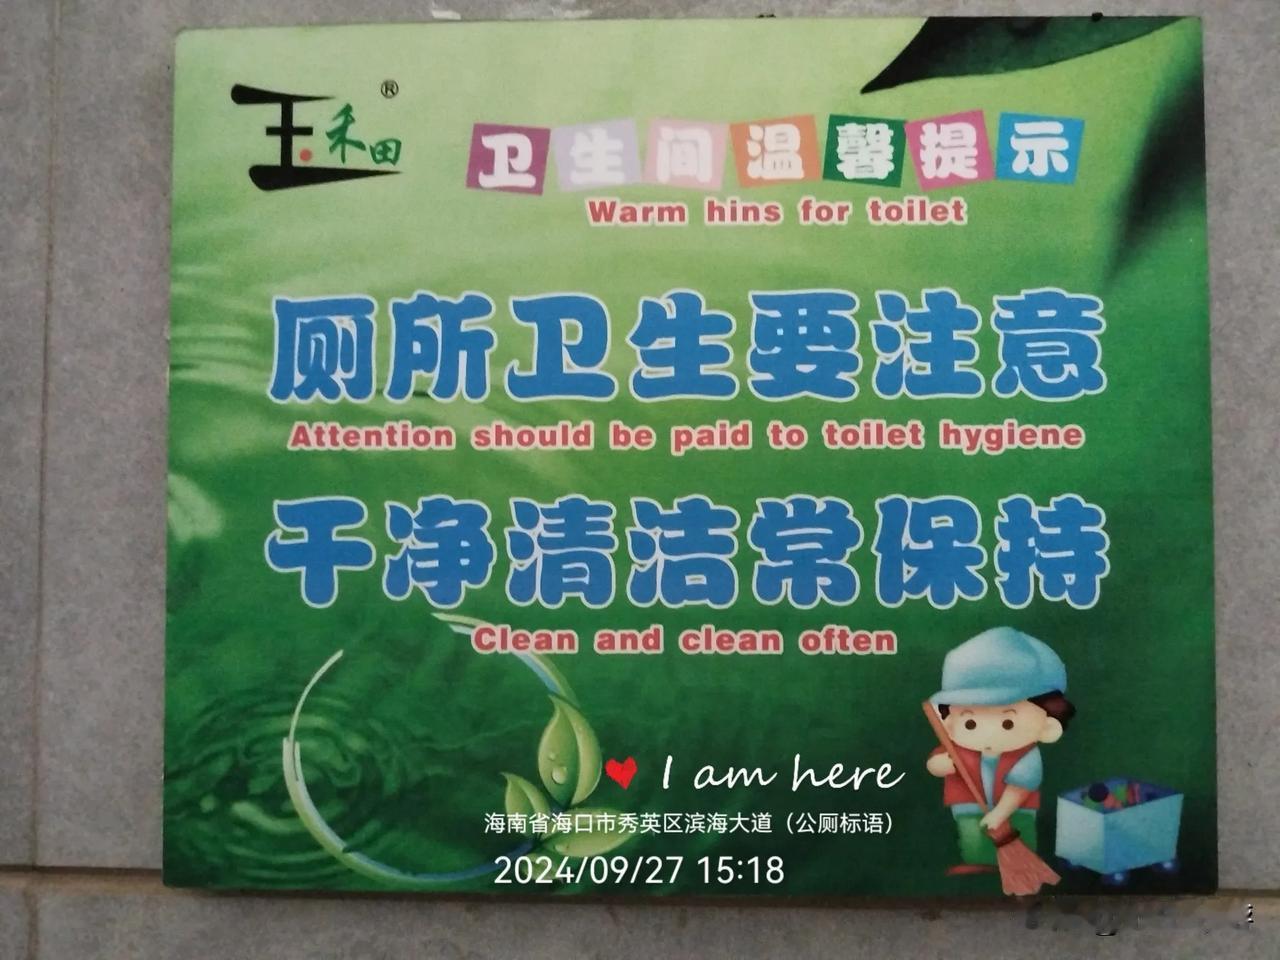 玉禾田®
卫生间温馨提示
Warm hins for toilet
厕所卫生要注意
Attention should be paid to toilet hygiene
干净清洁常保持
Clean and clean often
I am here
海南省海口市秀英区滨海大道（公厕标语）
2024/09/27 15:18